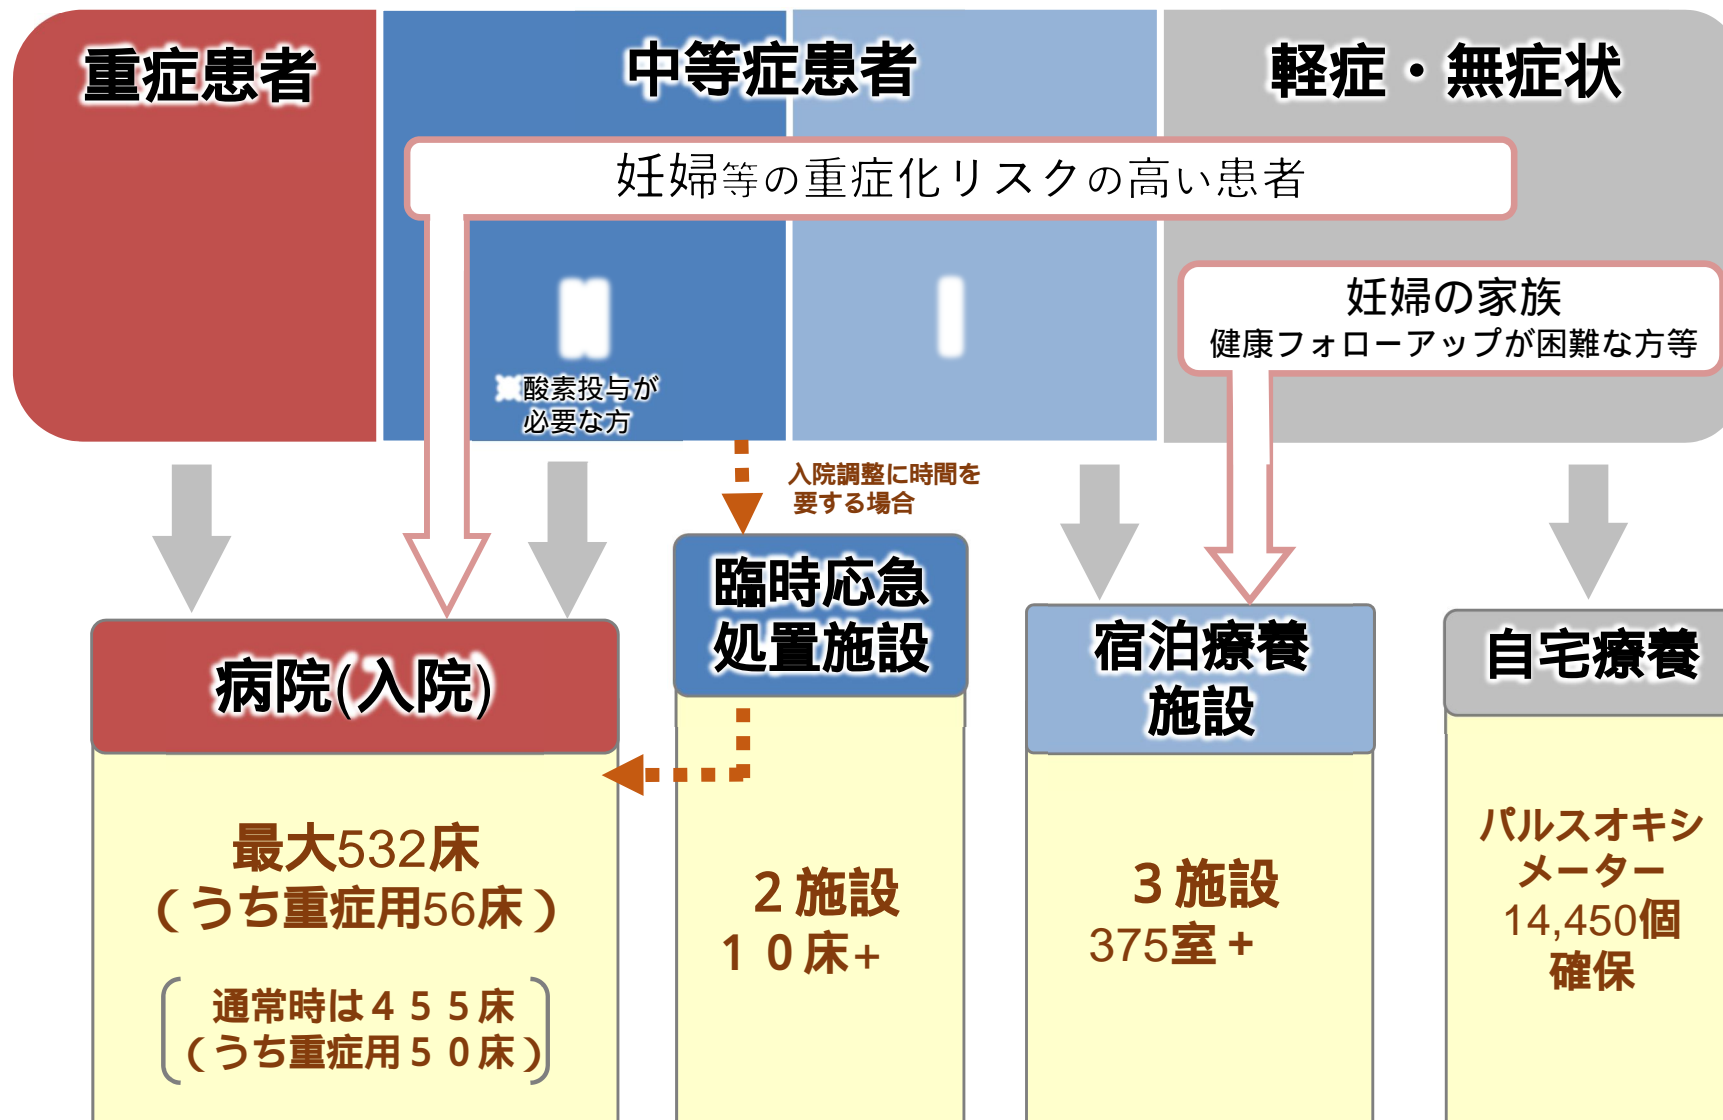 重症患者
中等症患者
軽症・無症状
妊婦等の重症化リスクの高い患者
妊婦の家族
健康フォローアップが困難な方等
※酸素投与が
必要な方
入院調整に時間を
要する場合
病院(入院)
臨時応急
処置施設
宿泊療養
施設
自宅療養
最大532床
(うち重症用56床)
通常時は455床
(うち重症用50床)
2施設
10床+
3施設
375室+
パルスオキシ
メーター
14,450個
確保